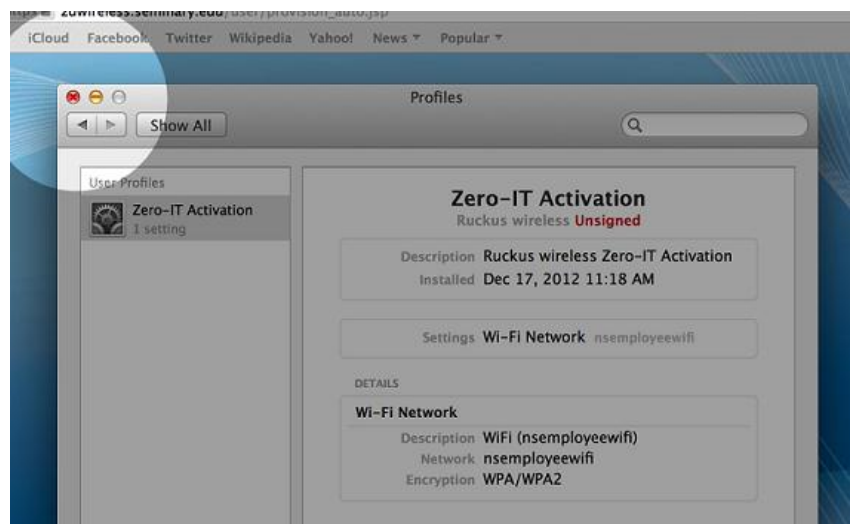 zdwireless.seminary.edu/user/provision_auto.jsp
iCloud Facebook Twitter Wikipedia Yahoo! News Popular
Profiles
Show All
User Profiles
Zero-IT Activation
1 setting
Zero-IT Activation
Ruckus wireless Unsigned
Description Ruckus wireless Zero-IT Activation
Installed Dec 17, 2012 11:18 AM
Settings Wi-Fi Network nsemployeewifi
DETAILS
Wi-Fi Network
Description WiFi (nsemployeewifi)
Network nsemployeewifi
Encryption WPA/WPA2